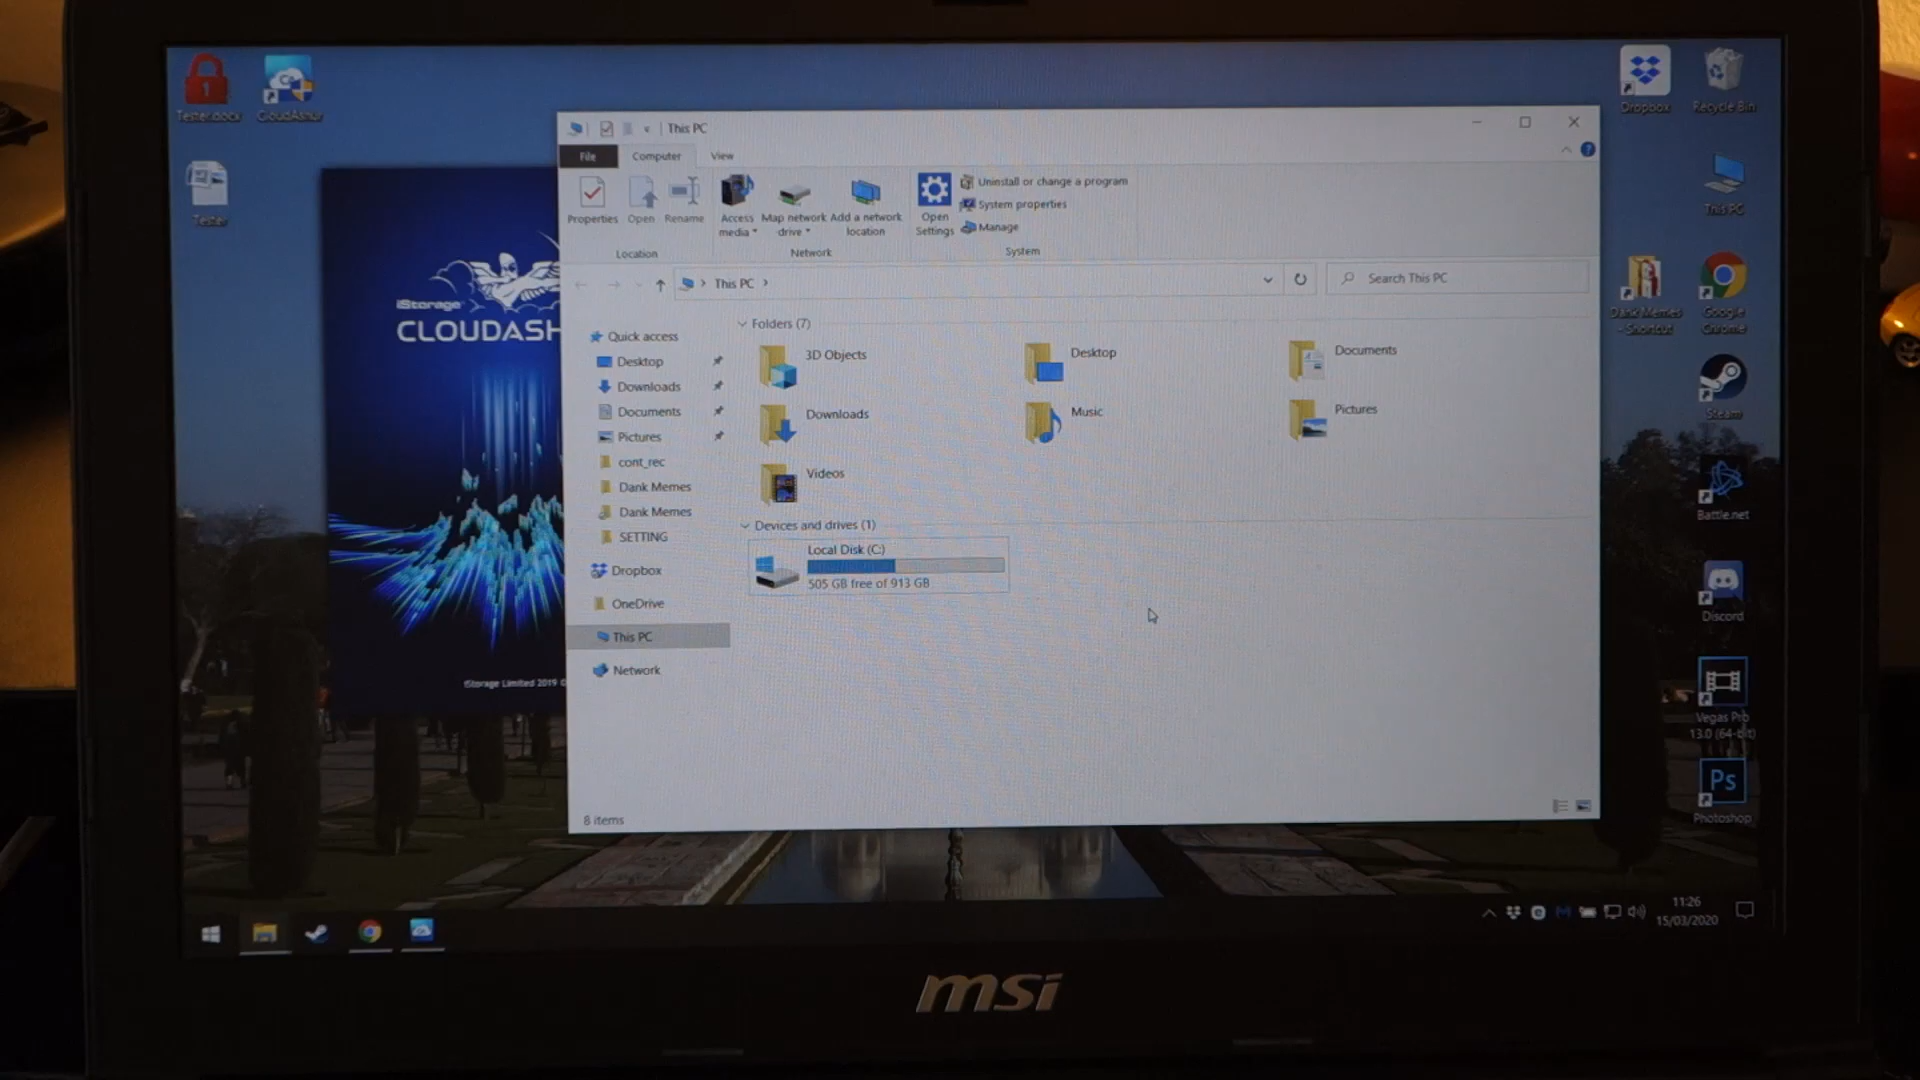 Tester.docx
CloudAshur
Tester
iStorage
CLOUDASH
iStorage Limited 2019 ©
This PC
File
Computer
View
Properties
Open
Rename
Access media
Map network drive
Add a network location
Open Settings
Uninstall or change a program
System properties
Manage
Location
Network
System
This PC
Search This PC
Quick access
Desktop
Downloads
Documents
Pictures
cont_rec
Dank Memes
Dank Memes
SETTING
Dropbox
OneDrive
This PC
Network
Folders (7)
3D Objects
Desktop
Documents
Downloads
Music
Pictures
Videos
Devices and drives (1)
Local Disk (C:)
505 GB free of 913 GB
8 items
Dropbox
Recycle Bin
This PC
Dank Memes
- Shortcut
Google
Chrome
Steam
Battle.net
Discord
Vegas Pro
13.0 (64-bit)
Ps
Photoshop
11:26
15/03/2020
msi